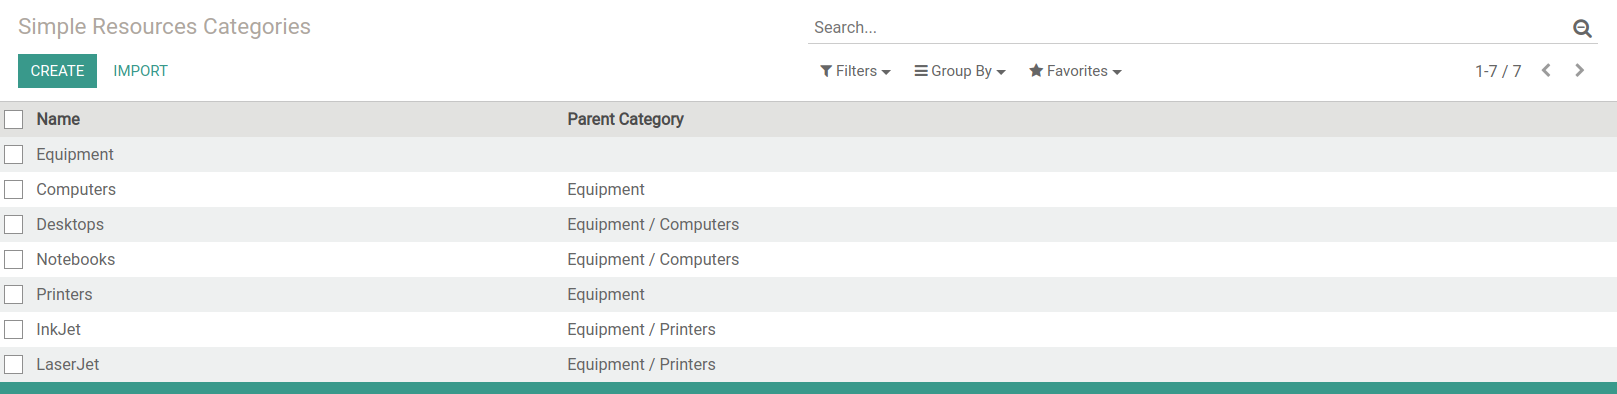 Simple Resources Categories
Search...
CREATE IMPORT
Filters Group By Favorites 1-7 / 7
Name Parent Category
Equipment
Computers Equipment
Desktops Equipment / Computers
Notebooks Equipment / Computers
Printers Equipment
InkJet Equipment / Printers
LaserJet Equipment / Printers